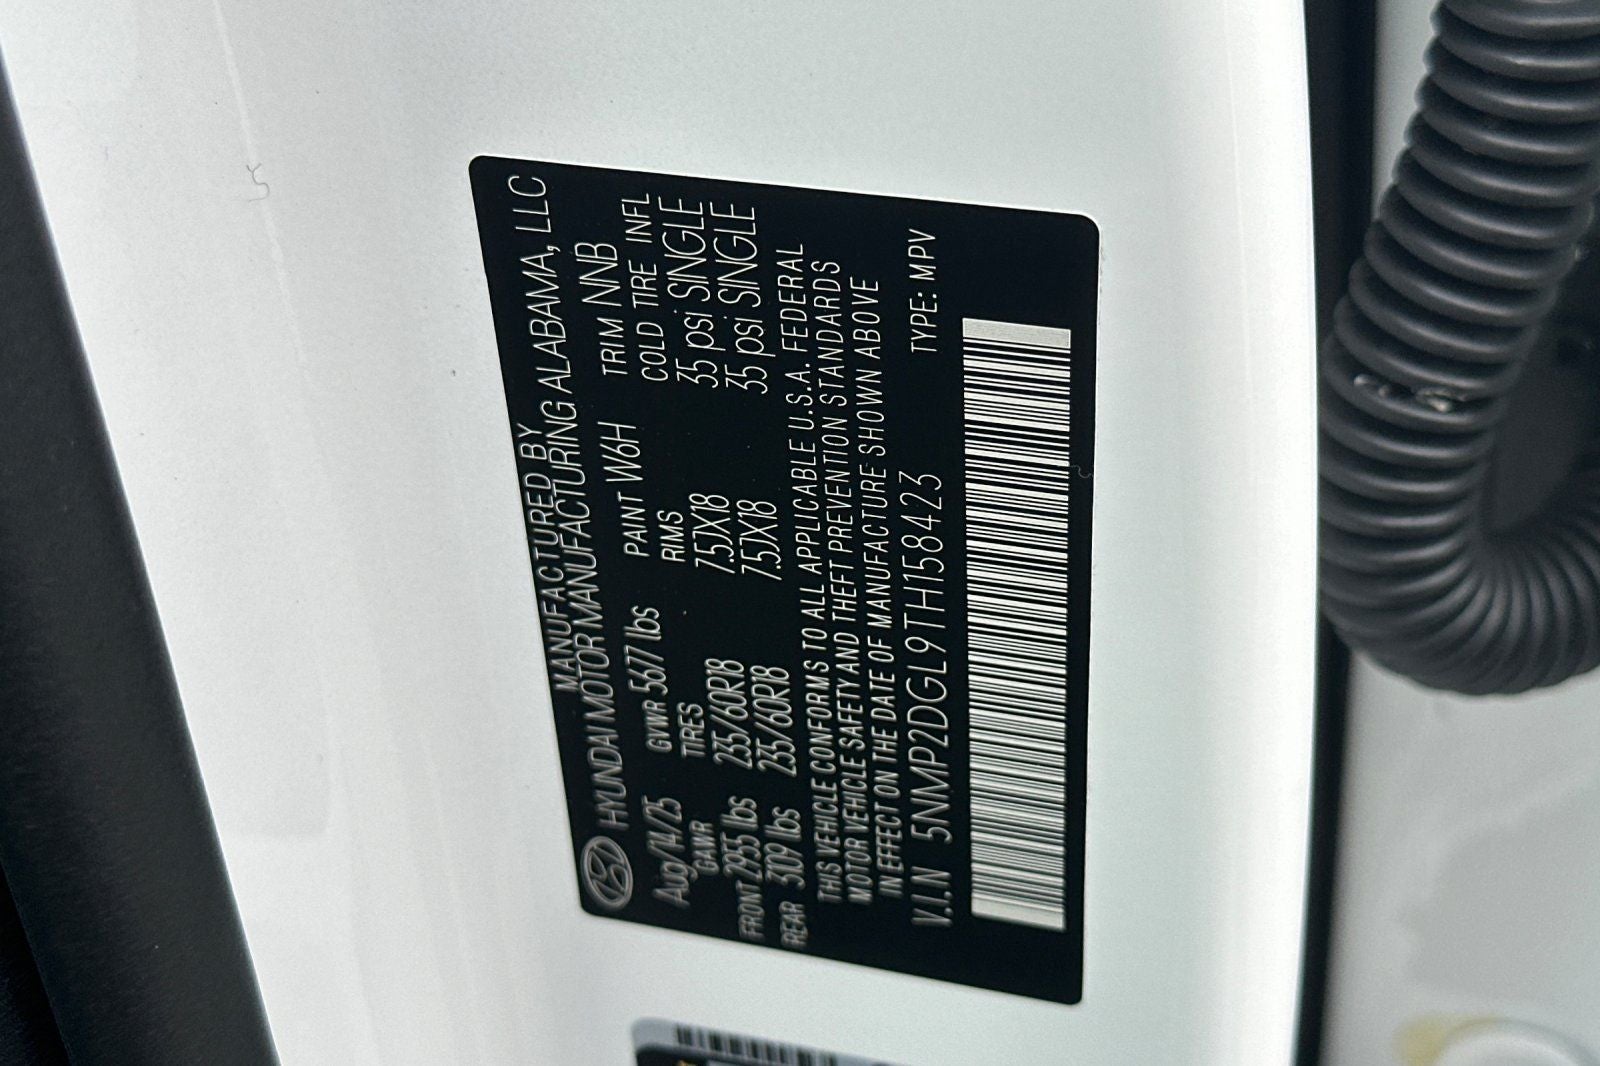 MANUFACTURED BY
HYUNDAI MOTOR MANUFACTURING ALABAMA, LLC
Aug/14/25 GVWR 5677 lbs PAINT W6H TRIM NNB
GAWR TIRES RIMS COLD TIRE INFL
FRONT 2955 lbs 235/60R18 7.5JX18 35 psi SINGLE
REAR 3109 lbs 235/60R18 7.5JX18 35 psi SINGLE
THIS VEHICLE CONFORMS TO ALL APPLICABLE U.S.A. FEDERAL
MOTOR VEHICLE SAFETY AND THEFT PREVENTION STANDARDS
IN EFFECT ON THE DATE OF MANUFACTURE SHOWN ABOVE
V.I.N 5NMP2DGL9TH158423 TYPE: MPV